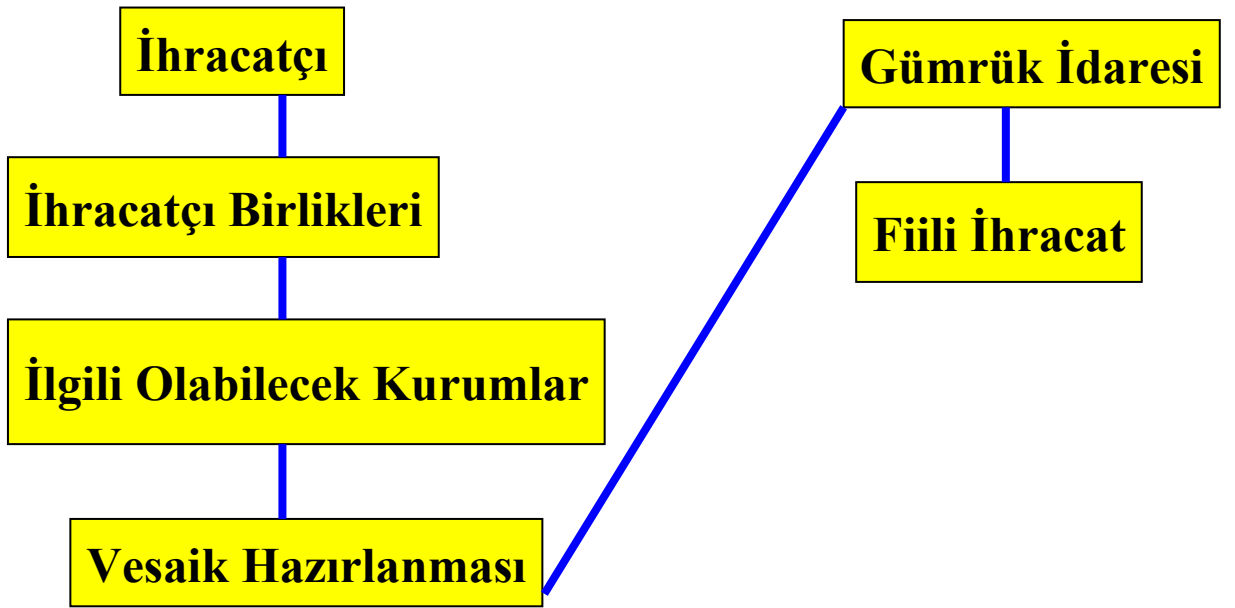 İhracatçı
İhracatçı Birlikleri
İlgili Olabilecek Kurumlar
Vesaik Hazırlanması
Gümrük İdaresi
Fiili İhracat